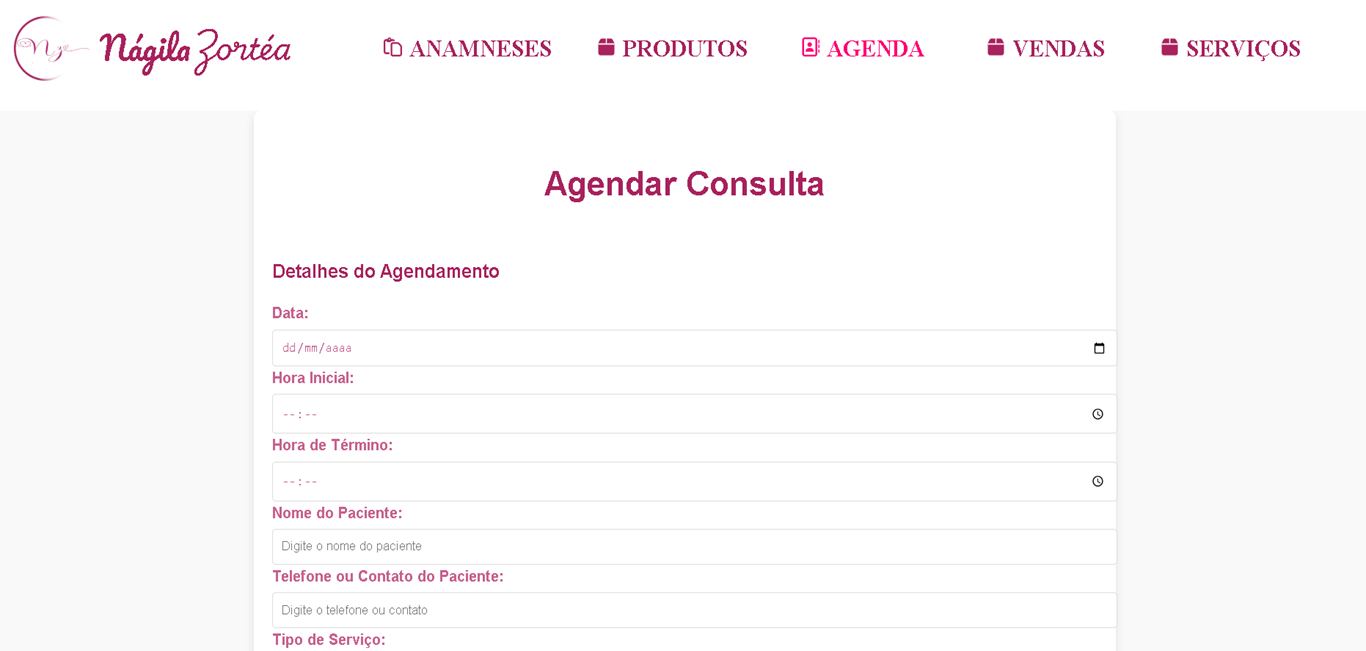 Nágila Zortéa
ANAMNESES
PRODUTOS
AGENDA
VENDAS
SERVIÇOS
Agendar Consulta
Detalhes do Agendamento
Data:
dd/mm/aaaa
Hora Inicial:
--:--
Hora de Término:
--:--
Nome do Paciente:
Digite o nome do paciente
Telefone ou Contato do Paciente:
Digite o telefone ou contato
Tipo de Serviço: